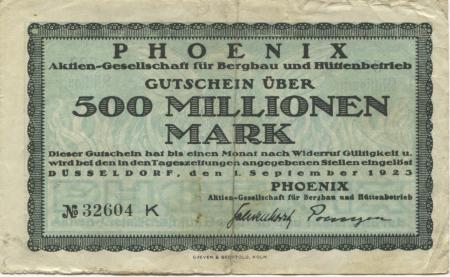 PHOENIX
Aktien-Gesellschaft für Bergbau und Hüttenbetrieb
GUTSCHEIN ÜBER
500 MILLIONEN
MARK
Dieser Gutschein hat bis einen Monat nach Widerruf Gültigkeit u.
wird bei den in den Tageszeitungen angegebenen Stellen eingelöst
DÜSSELDORF, den 1. September 1923
PHOENIX
Aktien-Gesellschaft für Bergbau und Hüttenbetrieb
№ 32604 K
GREVEN & BECHTOLD, KÖLN